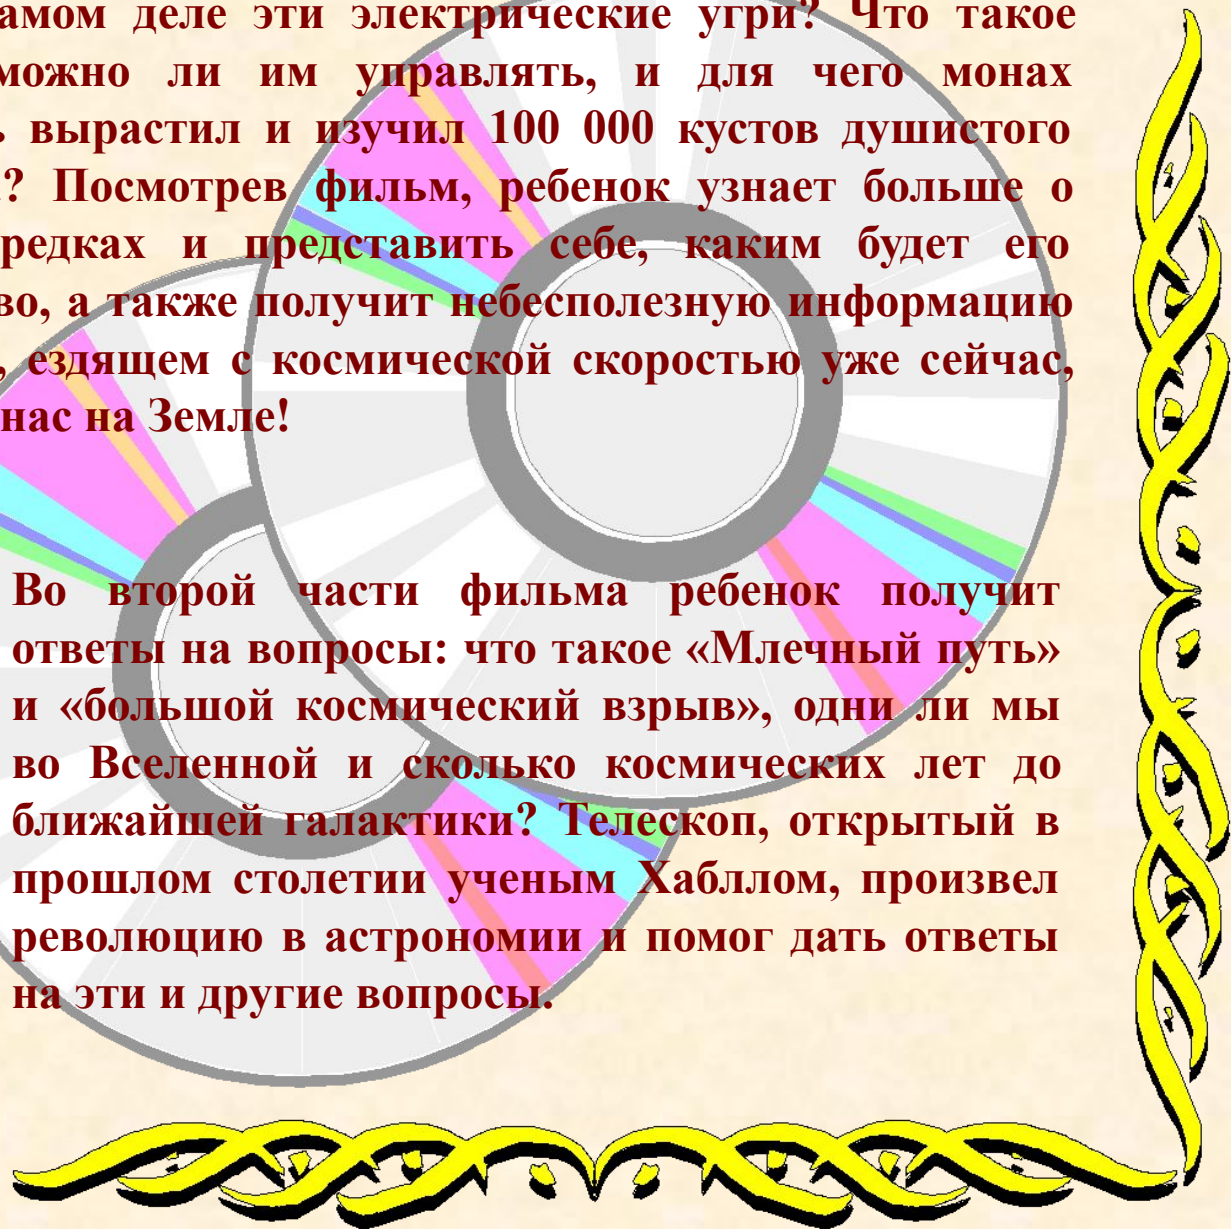 амом деле эти электрические угри? Что такое
можно ли им управлять, и для чего монах
ь вырастил и изучил 100 000 кустов душистого
? Посмотрев фильм, ребенок узнает больше о
редках и представить себе, каким будет его
во, а также получит небесполезную информацию
, ездящем с космической скоростью уже сейчас,
нас на Земле!
Во второй части фильма ребенок получит
ответы на вопросы: что такое «Млечный путь»
и «большой космический взрыв», одни ли мы
во Вселенной и сколько космических лет до
ближайшей галактики? Телескоп, открытый в
прошлом столетии ученым Хабллом, произвел
революцию в астрономии и помог дать ответы
на эти и другие вопросы.